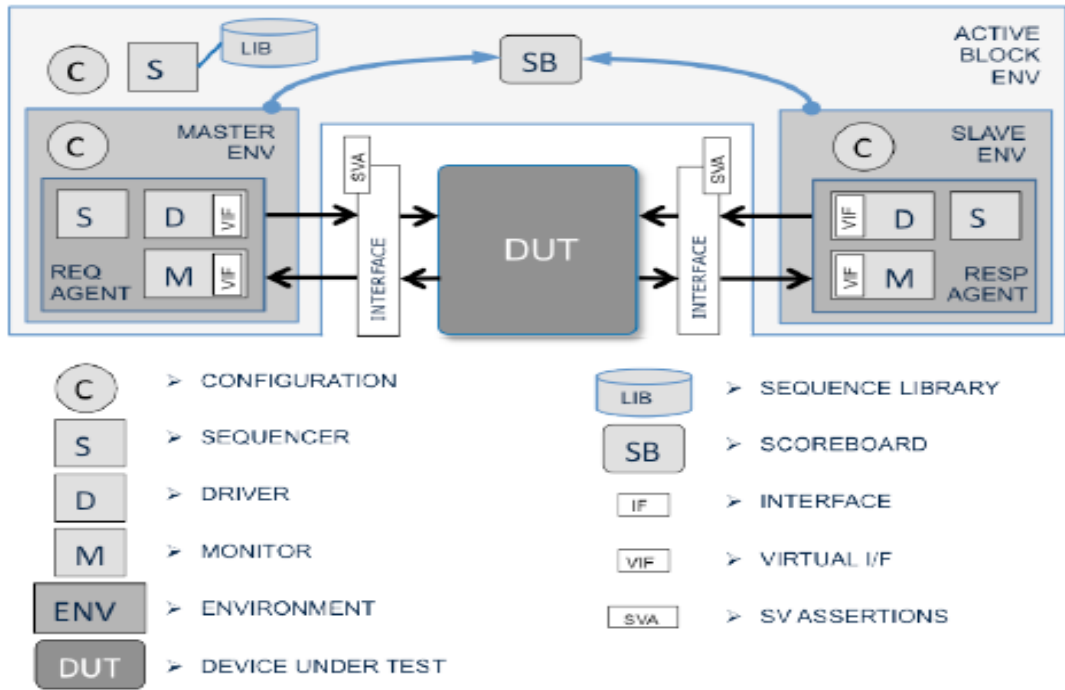 ACTIVE
BLOCK
ENV
C
S
LIB
SB
MASTER
ENV
C
S
D
VIF
M
VIF
REQ
AGENT
SVA
INTERFACE
DUT
SVA
INTERFACE
SLAVE
ENV
C
VIF
D
S
VIF
M
RESP
AGENT
C ➢ CONFIGURATION
S ➢ SEQUENCER
D ➢ DRIVER
M ➢ MONITOR
ENV ➢ ENVIRONMENT
DUT ➢ DEVICE UNDER TEST
LIB ➢ SEQUENCE LIBRARY
SB ➢ SCOREBOARD
IF ➢ INTERFACE
VIF ➢ VIRTUAL I/F
SVA ➢ SV ASSERTIONS